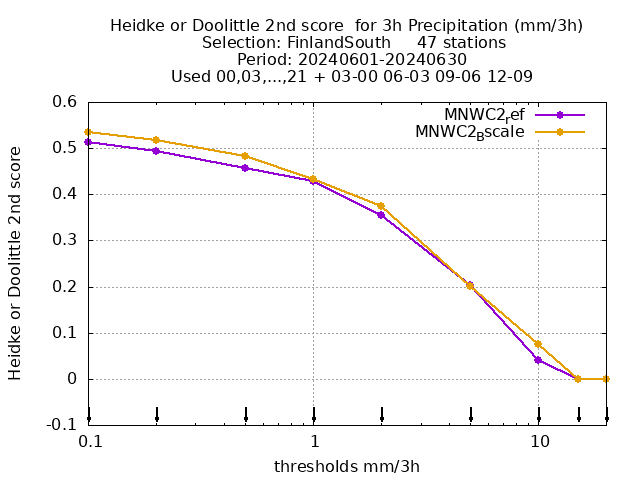 Heidke or Doolittle 2nd score  for 3h Precipitation (mm/3h)
Selection: FinlandSouth     47 stations
Period: 20240601-20240630
Used 00,03,...,21 + 03-00 06-03 09-06 12-09
MNWC2ref
MNWC2Bscale
0.6
0.5
0.4
0.3
0.2
0.1
0
-0.1
Heidke or Doolittle 2nd score
0.1 1 10
thresholds mm/3h